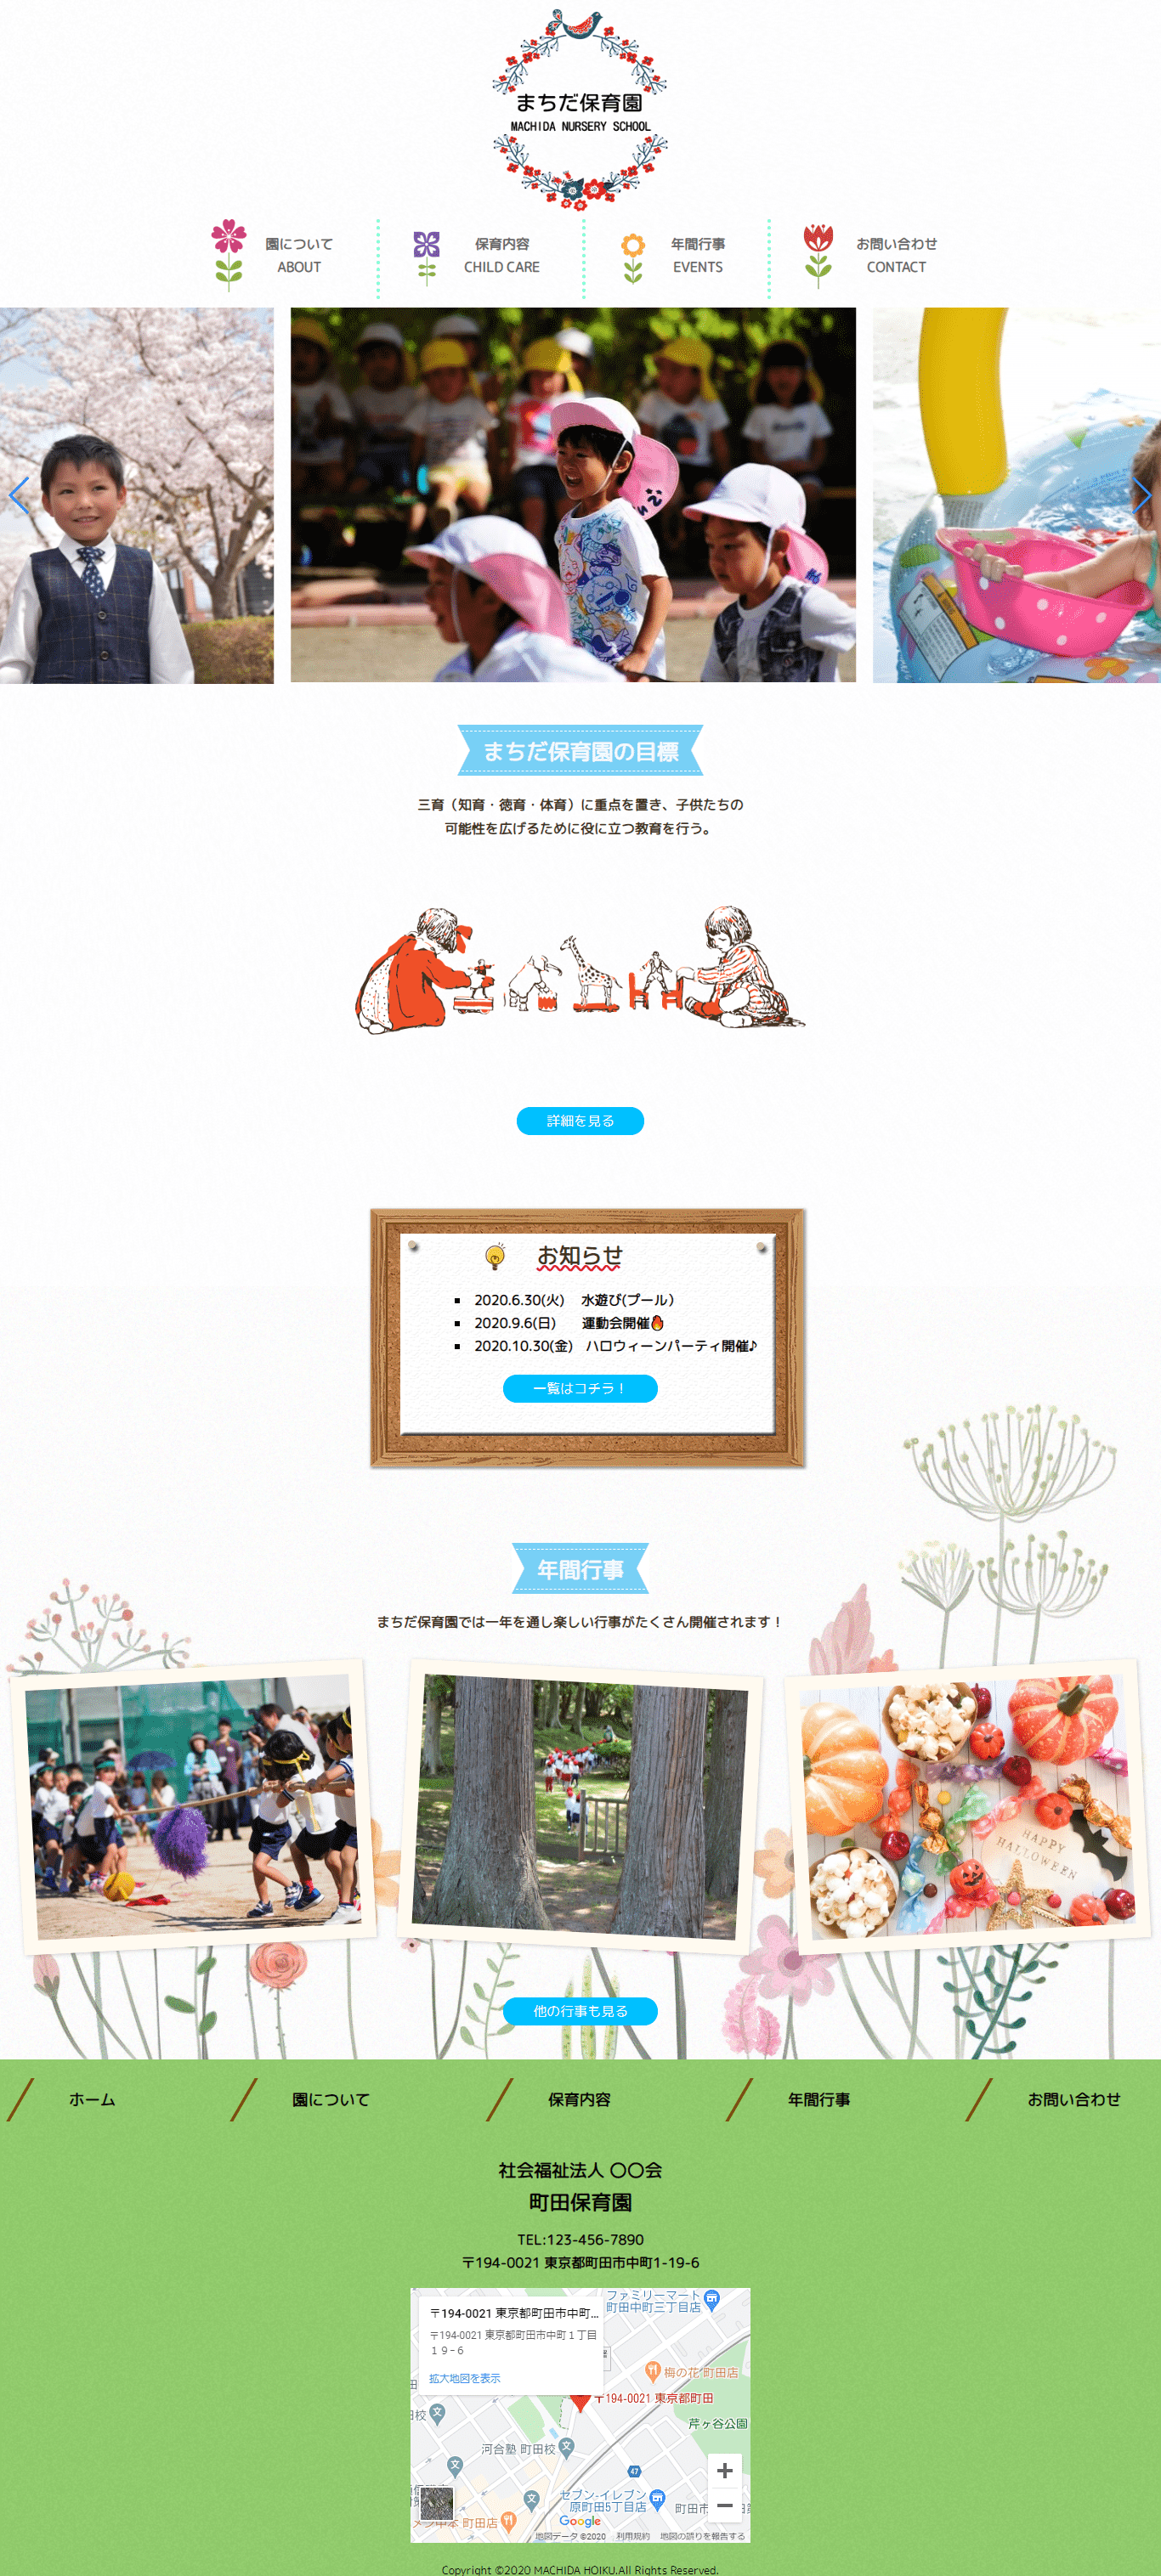 まちだ保育園
MACHIDA NURSERY SCHOOL
園について
ABOUT
保育内容
CHILD CARE
年間行事
EVENTS
お問い合わせ
CONTACT
まちだ保育園の目標
三育（知育・徳育・体育）に重点を置き、子供たちの
可能性を広げるために役に立つ教育を行う。
詳細を見る
お知らせ
2020.6.30(火) 水遊び(プール）
2020.9.6(日) 運動会開催🔥
2020.10.30(金) ハロウィーンパーティ開催♪
一覧はコチラ！
年間行事
まちだ保育園では一年を通し楽しい行事がたくさん開催されます！
HAPPY
HALLOWEEN
他の行事も見る
ホーム
園について
保育内容
年間行事
お問い合わせ
社会福祉法人 〇〇会
町田保育園
TEL:123-456-7890
〒194-0021 東京都町田市中町1-19-6
ファミリーマート
町田中町三丁目店
〒194-0021 東京都町田市中町...
〒194-0021 東京都町田市中町１丁目
１９−６
拡大地図を表示
梅の花 町田店
〒194-0021 東京都町田
芹ヶ谷公園
田校
河合塾 町田校
47
セブン-イレブン
原町田5丁目店
町田市
町田店
Google
地図データ ©2020 利用規約 地図の誤りを報告する
Copyright ©2020 MACHIDA HOIKU.All Rights Reserved.